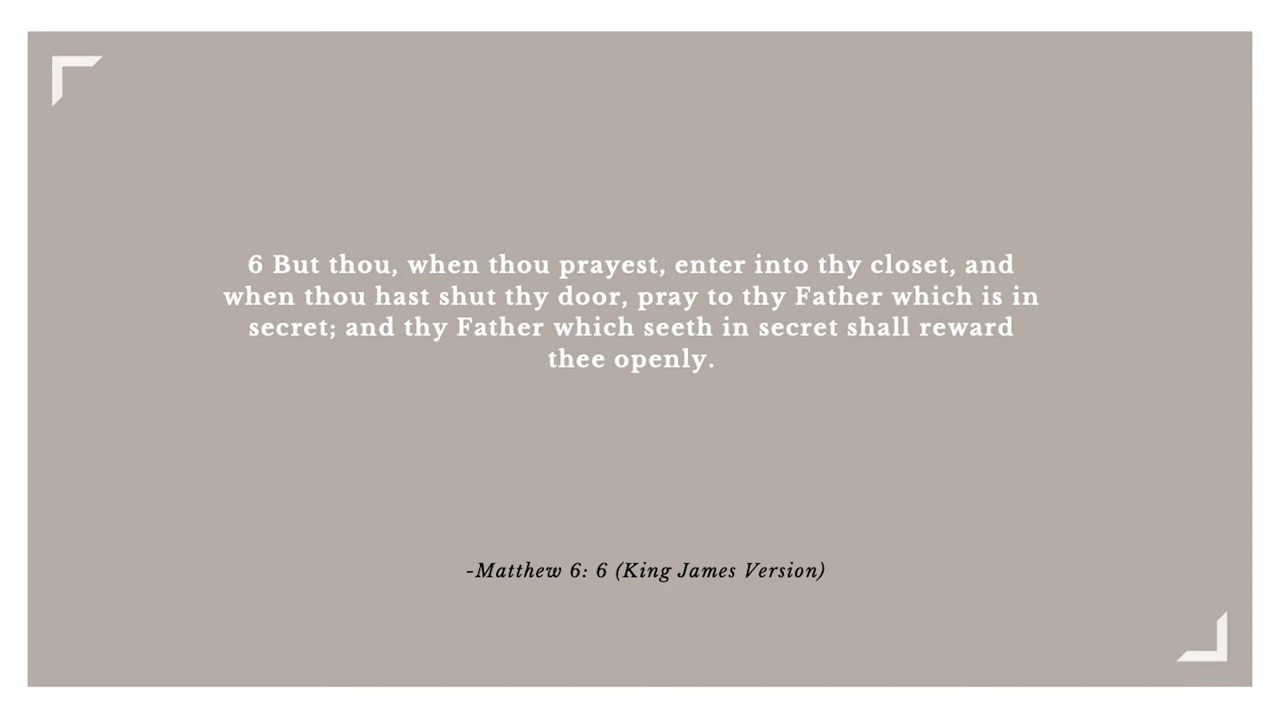 6 But thou, when thou prayest, enter into thy closet, and
when thou hast shut thy door, pray to thy Father which is in
secret; and thy Father which seeth in secret shall reward
thee openly.
-Matthew 6: 6 (King James Version)